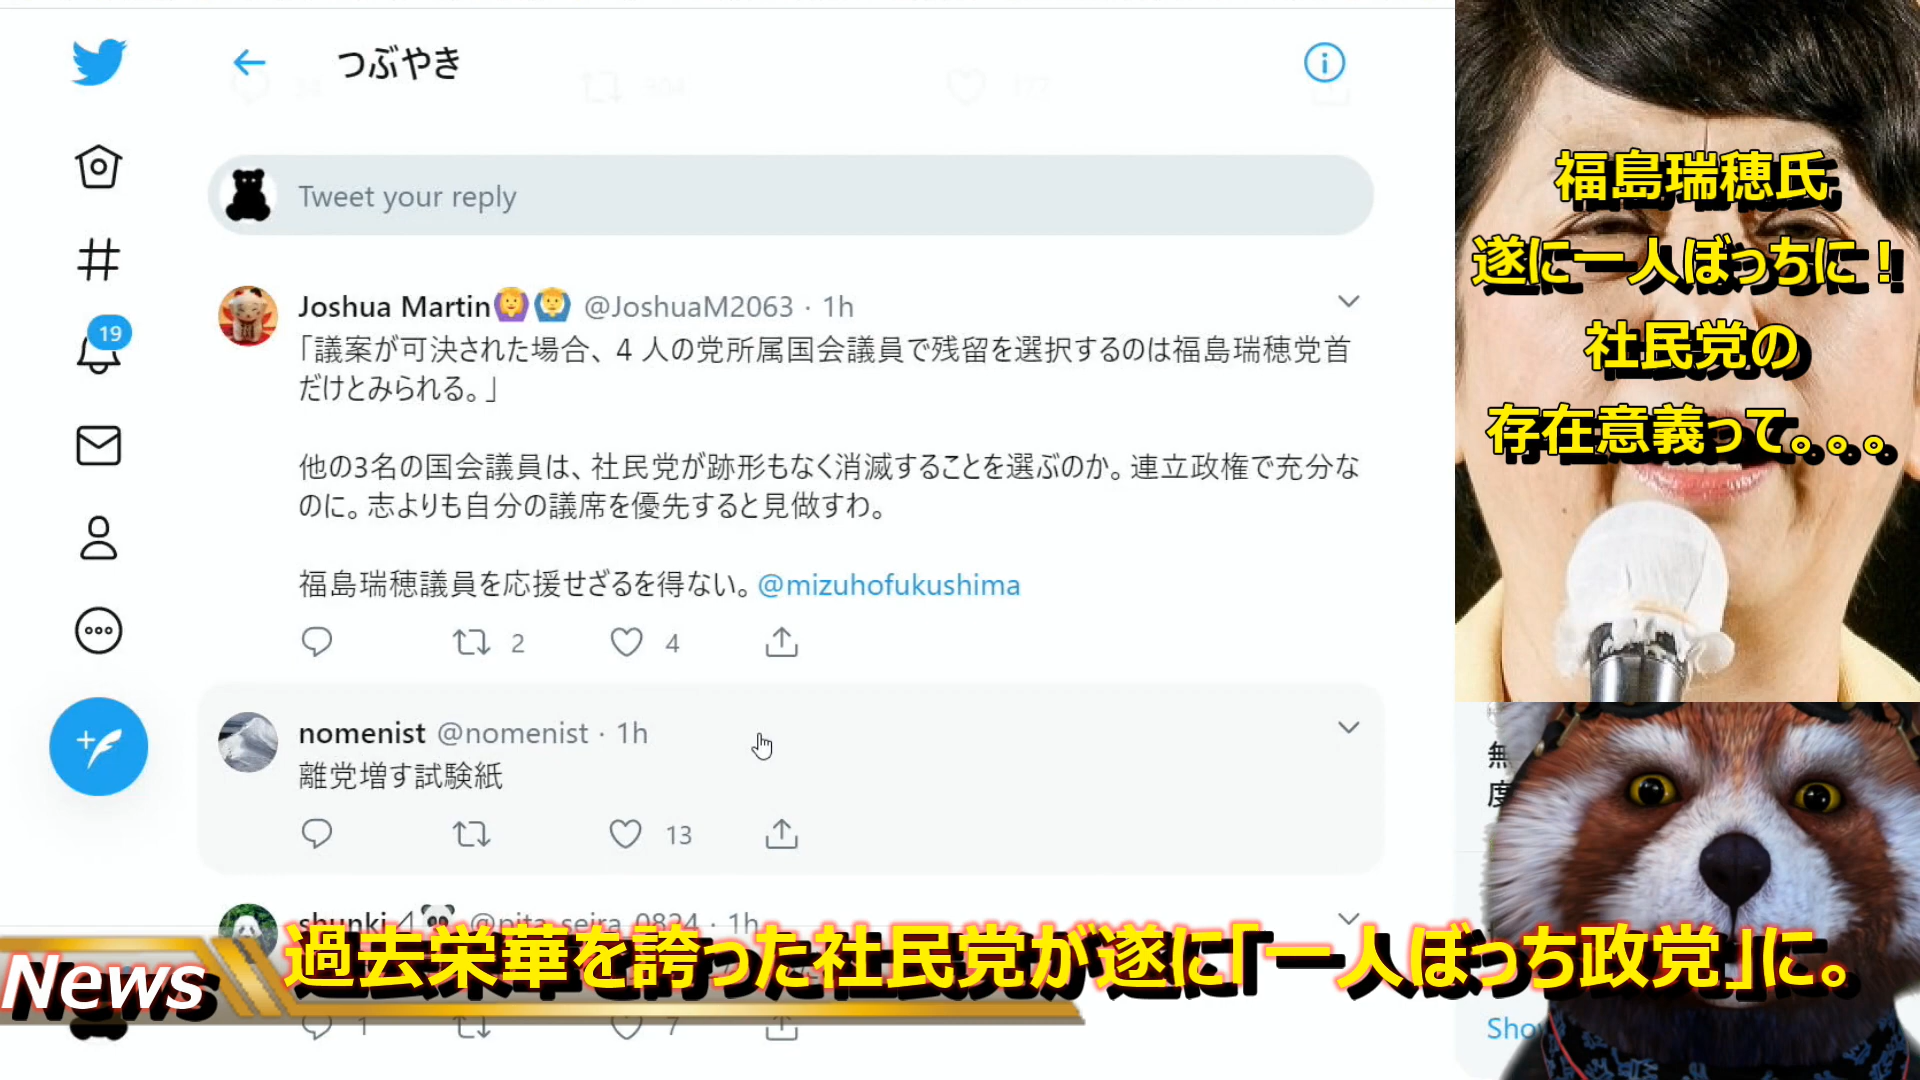 つぶやき
Tweet your reply
19
Joshua Martin @JoshuaM2063 · 1h
「議案が可決された場合、4 人の党所属国会議員で残留を選択するのは福島瑞穂党首
だけとみられる。」
他の3名の国会議員は、社民党が跡形もなく消滅することを選ぶのか。連立政権で充分な
のに。志よりも自分の議席を優先すると見做すわ。
福島瑞穂議員を応援せざるを得ない。@mizuhofukushima
2 4
nomenist @nomenist · 1h
離党増す試験紙
13
shunki 4 @pita_seira_0824 · 1h
1 7
福島瑞穂氏
遂に一人ぼっちに！
社民党の
存在意義って。。。
無
度
Sho
News
過去栄華を誇った社民党が遂に「一人ぼっち政党」に。